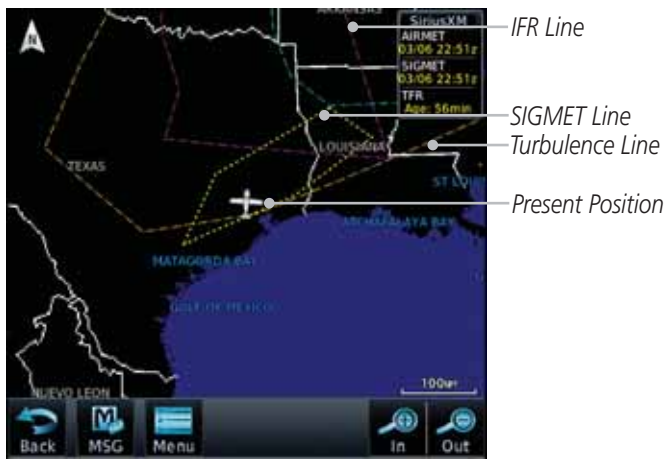 ARKANSAS
N
SiriusXM
AIRMET
03/06 22:51z
SIGMET
03/06 22:51z
TFR
Age: 56min
IFR Line
SIGMET Line
LOUISIANA
Turbulence Line
TEXAS
Present Position
ATCHAFALAYA BAY
MATAGORDA BAY
GULF OF MEXICO
100NM
NUEVO LEON
Back
MSG
Menu
In
Out